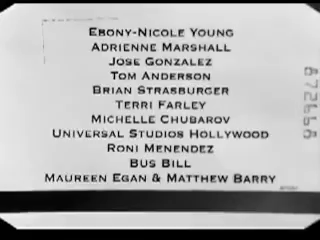 EBONY-NICOLE YOUNG
ADRIENNE MARSHALL
JOSE GONZALEZ
TOM ANDERSON
BRIAN STRASBURGER
TERRI FARLEY
MICHELLE CHUBAROV
UNIVERSAL STUDIOS HOLLYWOOD
RONI MENENDEZ
BUS BILL
MAUREEN EGAN & MATTHEW BARRY